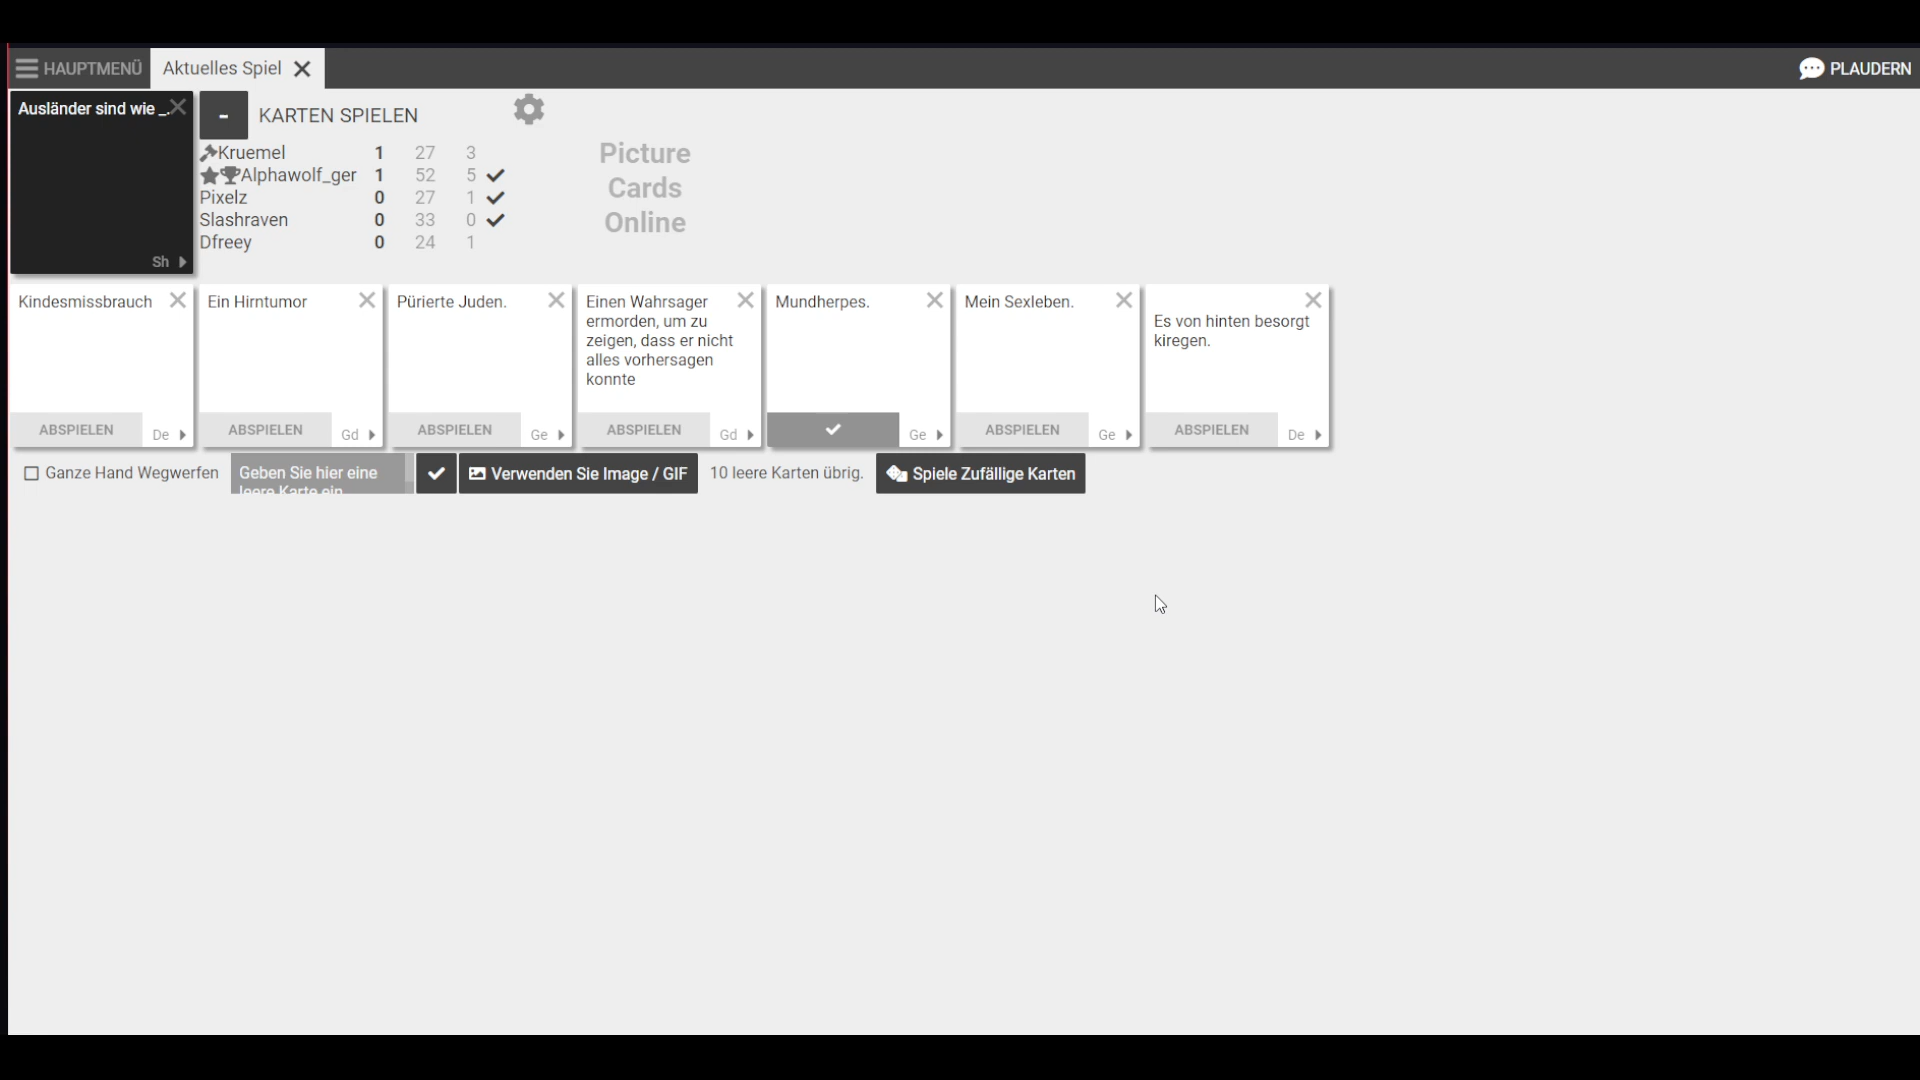 HAUPTMENÜ
Aktuelles Spiel
PLAUDERN
Ausländer sind wie _.
Sh
-
KARTEN SPIELEN
Kruemel 1 27 3
Alphawolf_ger 1 52 5
Pixelz 0 27 1
Slashraven 0 33 0
Dfreey 0 24 1
Picture
Cards
Online
Kindesmissbrauch
ABSPIELEN
De
Ein Hirntumor
ABSPIELEN
Gd
Pürierte Juden.
ABSPIELEN
Ge
Einen Wahrsager
ermorden, um zu
zeigen, dass er nicht
alles vorhersagen
konnte
ABSPIELEN
Gd
Mundherpes.
Ge
Mein Sexleben.
ABSPIELEN
Ge
Es von hinten besorgt
kiregen.
ABSPIELEN
De
Ganze Hand Wegwerfen
Geben Sie hier eine
leere Karte ein
Verwenden Sie Image / GIF
10 leere Karten übrig.
Spiele Zufällige Karten